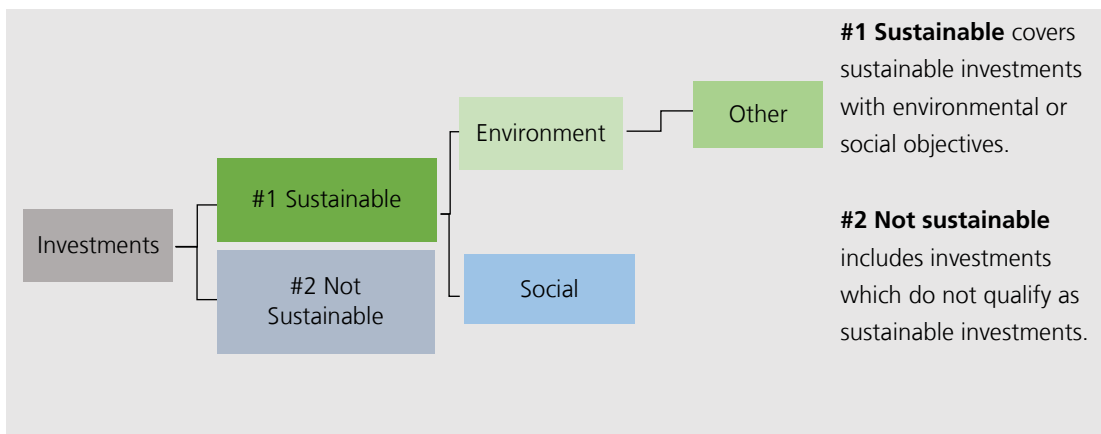 Investments
#1 Sustainable
#2 Not
Sustainable
Environment
Social
Other
#1 Sustainable covers
sustainable investments
with environmental or
social objectives.
#2 Not sustainable
includes investments
which do not qualify as
sustainable investments.